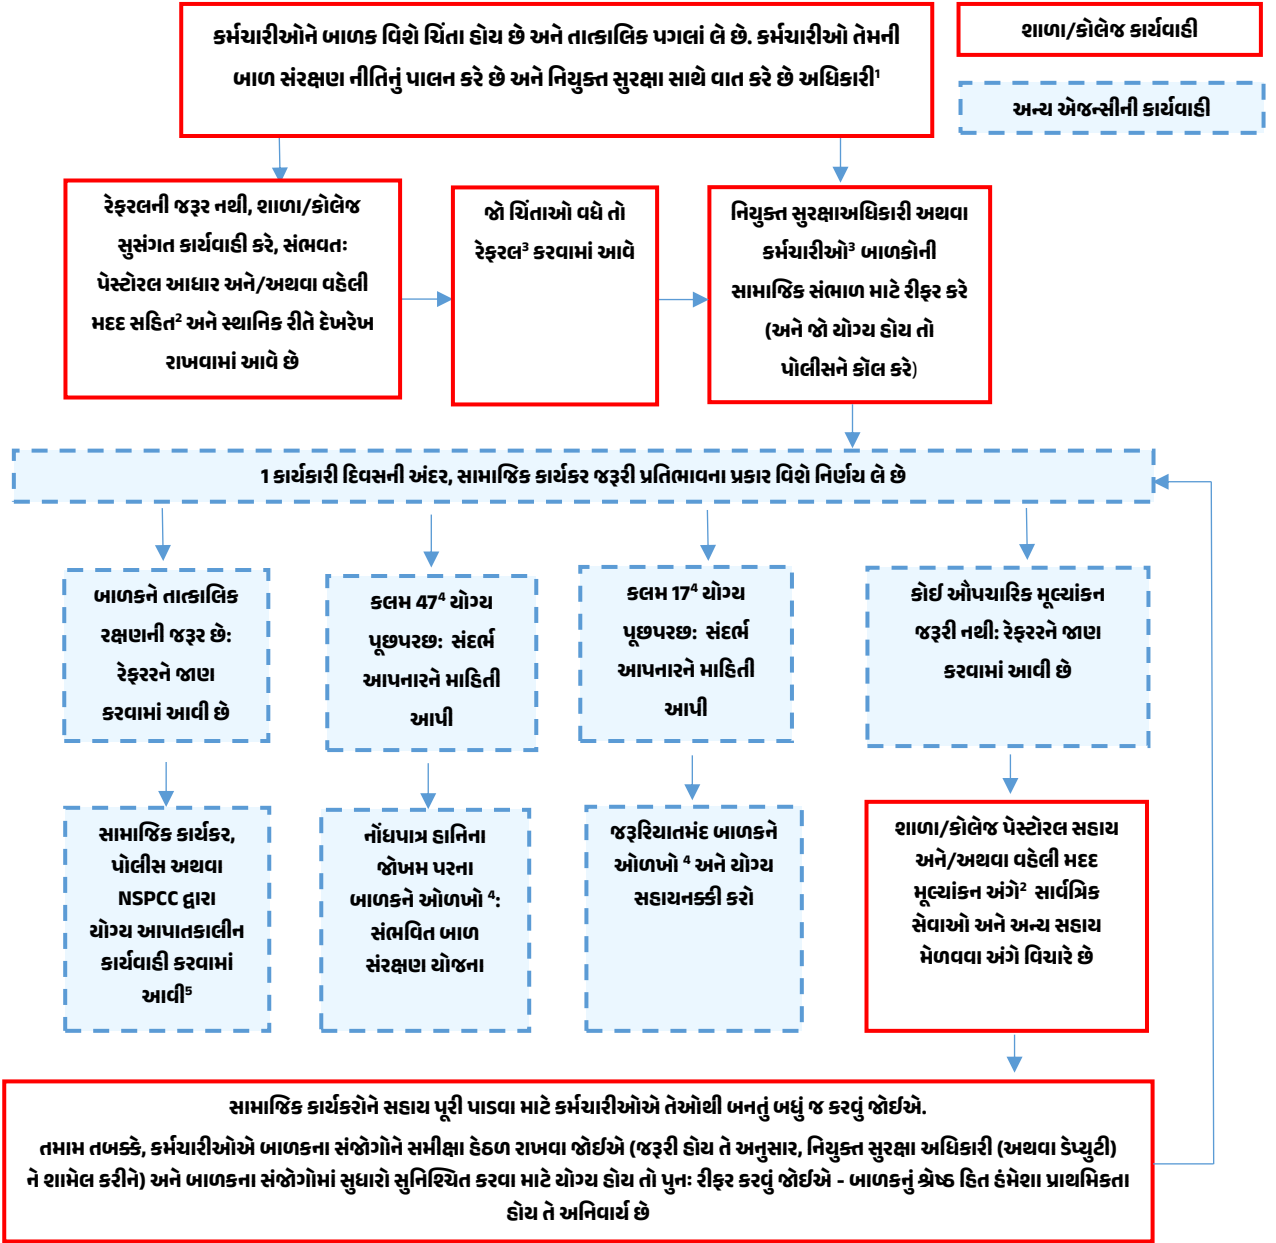 કર્મચારીઓને બાળક વિશે ચિંતા હોય છે અને તાત્કાલિક પગલાં લે છે. કર્મચારીઓ તેમની
બાળ સંરક્ષણ નીતિનું પાલન કરે છે અને નિયુક્ત સુરક્ષા સાથે વાત કરે છે અધિકારી¹
શાળા/કોલેજ કાર્યવાહી
અન્ય એજન્સીની કાર્યવાહી
રેફરલની જરૂર નથી, શાળા/કોલેજ
સુસંગત કાર્યવાહી કરે, સંભવતઃ
પેસ્ટોરલ આધાર અને/અથવા વહેલી
મદદ સહિત² અને સ્થાનિક રીતે દેખરેખ
રાખવામાં આવે છે
જો ચિંતાઓ વધે તો
રેફરલ³ કરવામાં આવે
નિયુક્ત સુરક્ષાઅધિકારી અથવા
કર્મચારીઓ³ બાળકોની
સામાજિક સંભાળ માટે રીફર કરે
(અને જો યોગ્ય હોય તો
પોલીસને કૉલ કરે)
1 કાર્યકારી દિવસની અંદર, સામાજિક કાર્યકર જરૂરી પ્રતિભાવના પ્રકાર વિશે નિર્ણય લે છે
બાળકને તાત્કાલિક
રક્ષણની જરૂર છે:
રેફરરને જાણ
કરવામાં આવી છે
કલમ 47⁴ યોગ્ય
પૂછપરછ: સંદર્ભ
આપનારને માહિતી
આપી
કલમ 17⁴ યોગ્ય
પૂછપરછ: સંદર્ભ
આપનારને માહિતી
આપી
કોઈ ઔપચારિક મૂલ્યાંકન
જરૂરી નથી: રેફરરને જાણ
કરવામાં આવી છે
સામાજિક કાર્યકર,
પોલીસ અથવા
NSPCC દ્વારા
યોગ્ય આપાતકાલીન
કાર્યવાહી કરવામાં
આવી⁵
નોંધપાત્ર હાનિના
જોખમ પરના
બાળકને ઓળખો ⁴:
સંભવિત બાળ
સંરક્ષણ યોજના
જરૂરિયાતમંદ બાળકને
ઓળખો ⁴ અને યોગ્ય
સહાયનક્કી કરો
શાળા/કોલેજ પેસ્ટોરલ સહાય
અને/અથવા વહેલી મદદ
મૂલ્યાંકન અંગે² સાર્વત્રિક
સેવાઓ અને અન્ય સહાય
મેળવવા અંગે વિચારે છે
સામાજિક કાર્યકરોને સહાય પૂરી પાડવા માટે કર્મચારીઓએ તેઓથી બનતું બધું જ કરવું જોઈએ.
તમામ તબક્કે, કર્મચારીઓએ બાળકના સંજોગોને સમીક્ષા હેઠળ રાખવા જોઈએ (જરૂરી હોય તે અનુસાર, નિયુક્ત સુરક્ષા અધિકારી (અથવા ડેપ્યુટી)
ને શામેલ કરીને) અને બાળકના સંજોગોમાં સુધારો સુનિશ્ચિત કરવા માટે યોગ્ય હોય તો પુનઃ રીફર કરવું જોઈએ - બાળકનું શ્રેષ્ઠ હિત હંમેશા પ્રાથમિકતા
હોય તે અનિવાર્ય છે